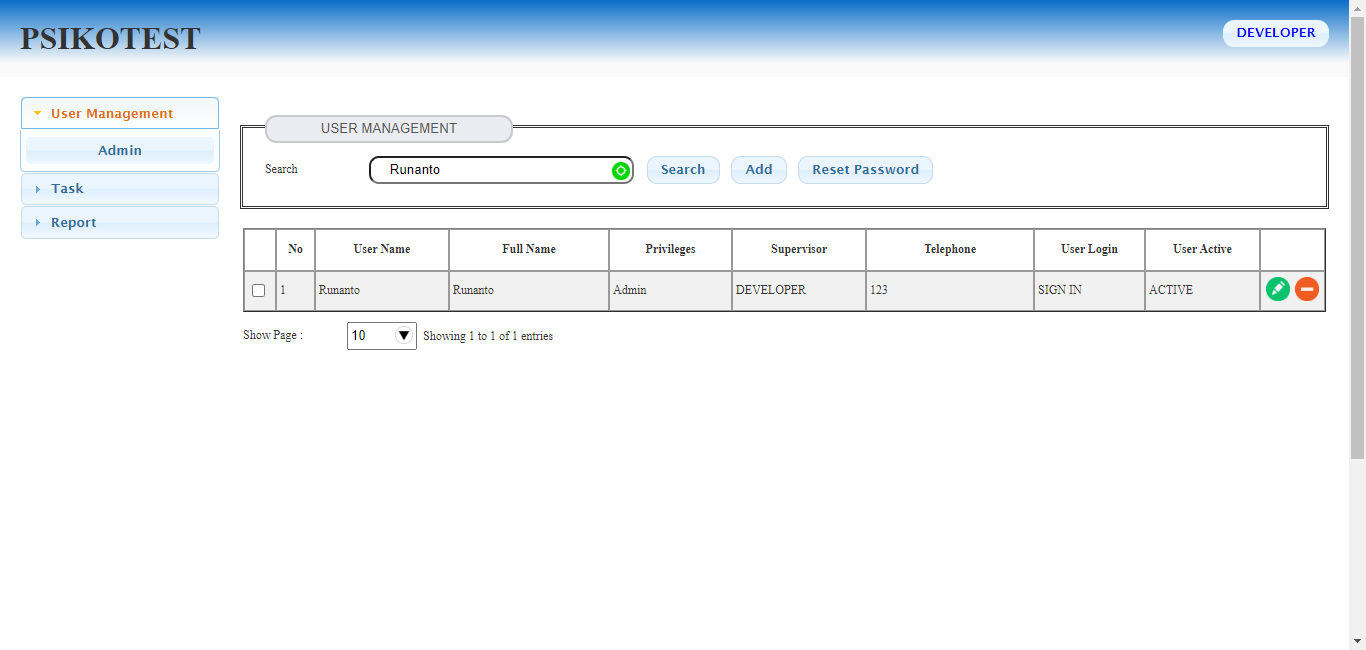 PSIKOTEST
DEVELOPER
User Management
Admin
Task
Report
USER MANAGEMENT
Search Runanto Search Add Reset Password
No User Name Full Name Privileges Supervisor Telephone User Login User Active
1 Runanto Runanto Admin DEVELOPER 123 SIGN IN ACTIVE
Show Page : 10 Showing 1 to 1 of 1 entries